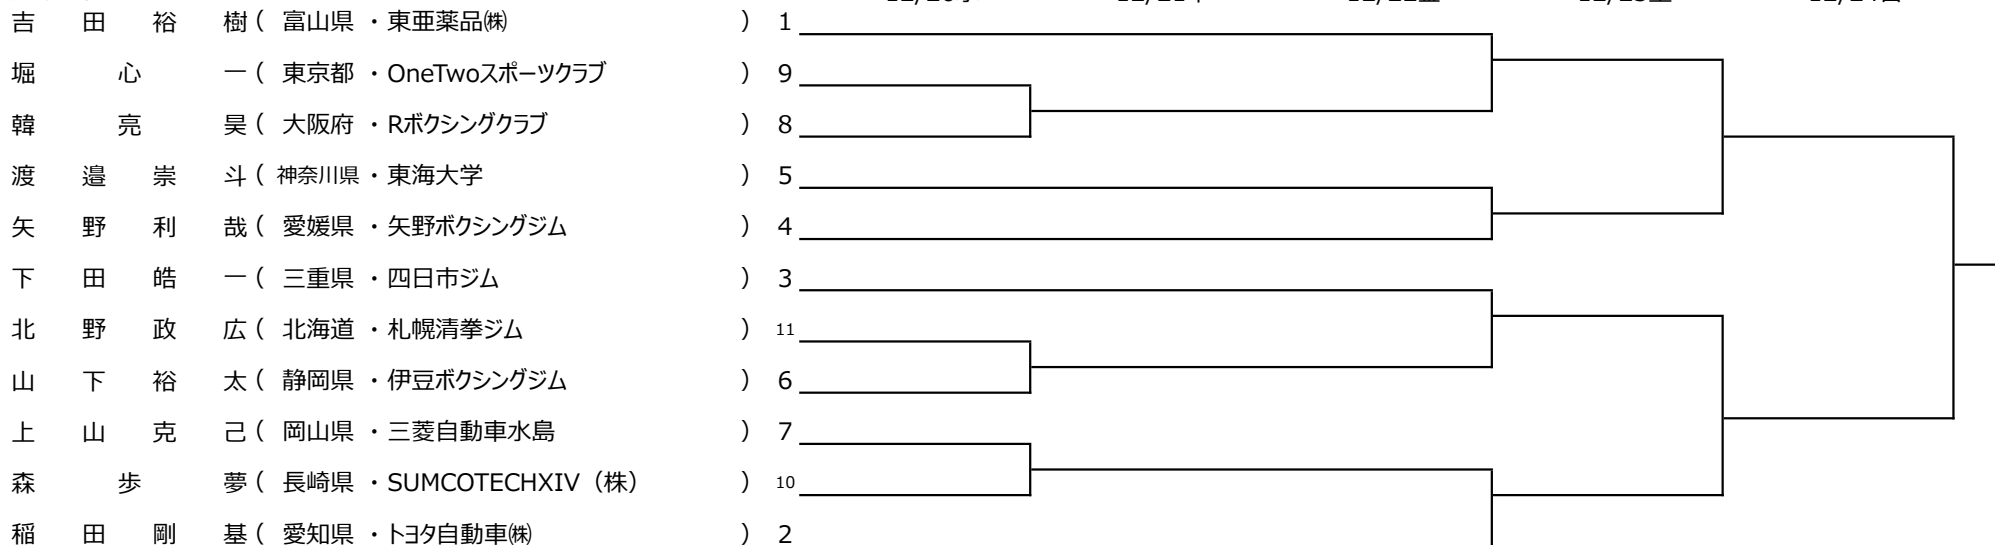 吉田裕樹( 富山県 ・東亜薬品㈱ ) 1
堀心一( 東京都 ・OneTwoスポーツクラブ ) 9
韓亮昊( 大阪府 ・Rボクシングクラブ ) 8
渡邉崇斗( 神奈川県 ・東海大学 ) 5
矢野利哉( 愛媛県 ・矢野ボクシングジム ) 4
下田皓一( 三重県 ・四日市ジム ) 3
北野政広( 北海道 ・札幌清拳ジム ) 11
山下裕太( 静岡県 ・伊豆ボクシングジム ) 6
上山克己( 岡山県 ・三菱自動車水島 ) 7
森歩夢( 長崎県 ・SUMCOTECHXIV（株） ) 10
稲田剛基( 愛知県 ・トヨタ自動車㈱ ) 2